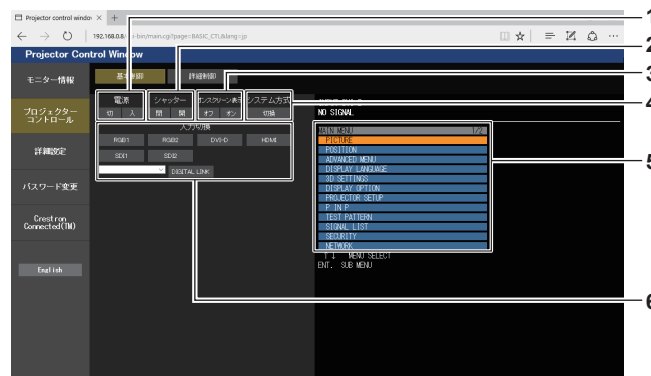 Projector control window
192.168.0.8/cgi-bin/main.cgi?page=BASIC_CTL&lang=jp
Projector Control Window
モニター情報
プロジェクター
コントロール
詳細設定
パスワード変更
Crestron
Connected(TM)
English
基本制御
詳細制御
電源
シャッター
オンスクリーン表示
システム方式
切 入
閉 開
オフ オン
切換
入力切換
RGB1 RGB2 DVI-D HDMI
SDI1 SDI2
DIGITAL LINK
NO SIGNAL
MAIN MENU 1/2
PICTURE
POSITION
ADVANCED MENU
DISPLAY LANGUAGE
3D SETTINGS
DISPLAY OPTION
PROJECTOR SETUP
P IN P
TEST PATTERN
SIGNAL LIST
SECURITY
NETWORK
↑↓ MENU SELECT
ENT. SUB MENU
1
2
3
4
5
6